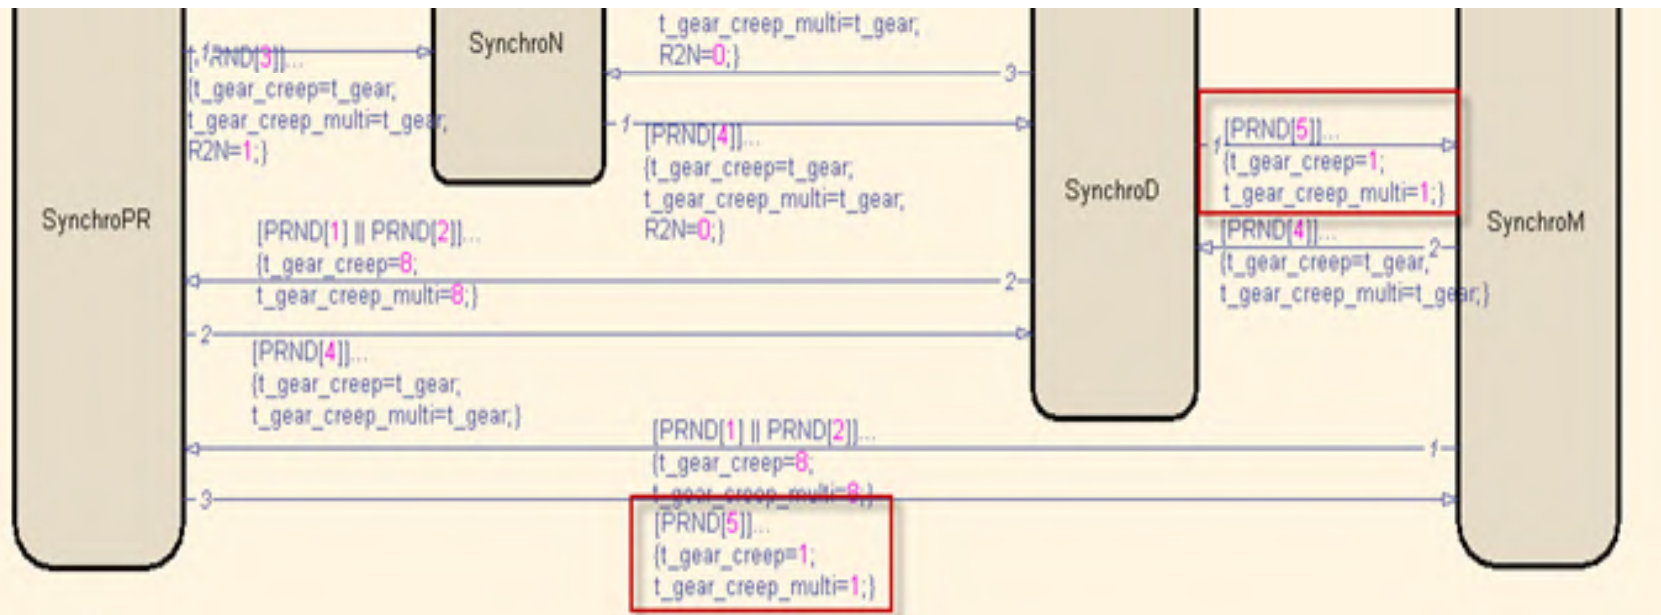 SynchroPR
1
[PRND[3]]...
{t_gear_creep=t_gear;
t_gear_creep_multi=t_gear;
R2N=1;}
SynchroN
t_gear_creep_multi=t_gear;
R2N=0;}
3
1
[PRND[4]]...
{t_gear_creep=t_gear;
t_gear_creep_multi=t_gear;
R2N=0;}
[PRND[1] || PRND[2]]...
{t_gear_creep=8;
t_gear_creep_multi=8;}
2
2
[PRND[4]]...
{t_gear_creep=t_gear;
t_gear_creep_multi=t_gear;}
SynchroD
[PRND[5]]...
1
{t_gear_creep=1;
t_gear_creep_multi=1;}
[PRND[4]]...
2
{t_gear_creep=t_gear;
t_gear_creep_multi=t_gear;}
SynchroM
[PRND[1] || PRND[2]]...
1
{t_gear_creep=8;
t_gear_creep_multi=8;}
3
[PRND[5]]...
{t_gear_creep=1;
t_gear_creep_multi=1;}